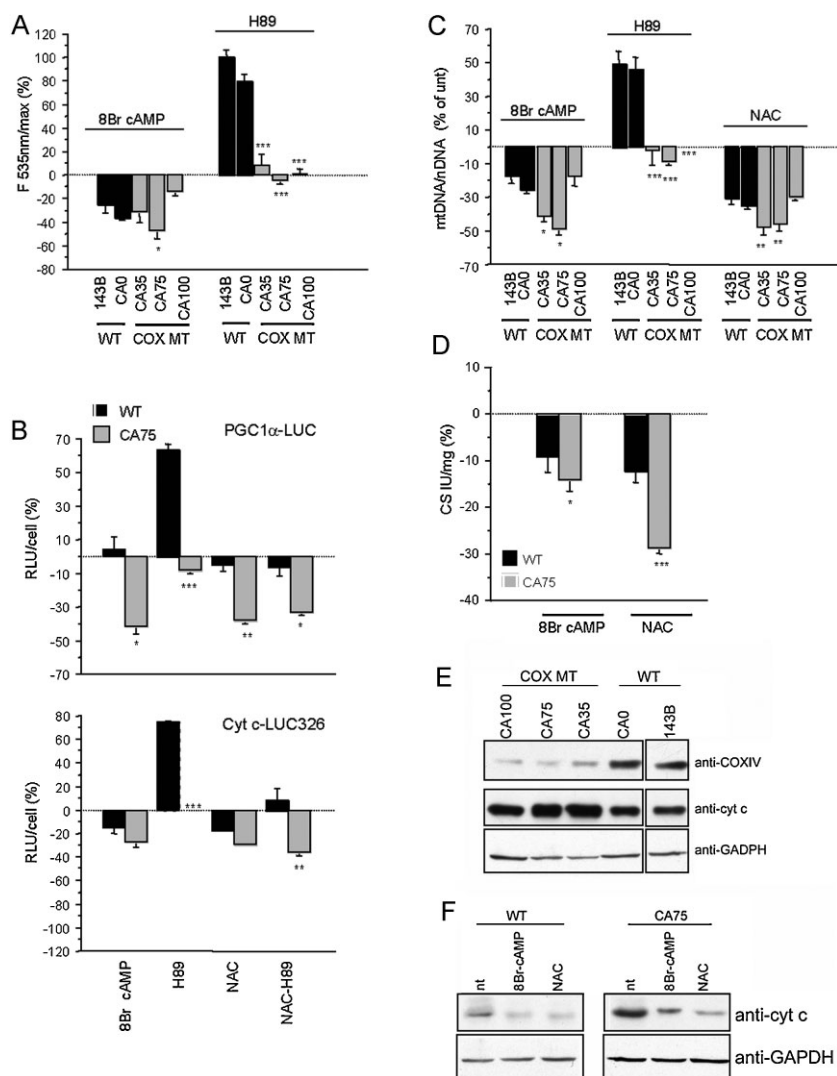 A
H89
F 535nm/max (%)
100
80
60
40
20
0
-20
-40
-60
-80
8Br cAMP
***
***
***
*
143B
CA0
CA35
CA75
CA100
143B
CA0
CA35
CA75
CA100
WT
COX MT
WT
COX MT
C
H89
mtDNA/nDNA (% of unt)
50
30
10
-10
-30
-50
-70
8Br cAMP
NAC
***
***
***
*
*
**
**
143B
CA0
CA35
CA75
CA100
143B
CA0
CA35
CA75
CA100
143B
CA0
CA35
CA75
CA100
WT
COX MT
WT
COX MT
WT
COX MT
B
WT
CA75
PGC1α-LUC
RLU/cell (%)
70
50
30
10
-10
-30
-50
-70
*
***
**
*
Cyt c-LUC326
RLU/cell (%)
80
60
40
20
0
-20
-40
-60
-80
-100
-120
***
**
8Br cAMP
H89
NAC
NAC-H89
D
CS IU/mg (%)
10
0
-10
-20
-30
-40
*
***
WT
CA75
8Br cAMP
NAC
E
COX MT
WT
CA100
CA75
CA35
CA0
143B
anti-COXIV
anti-cyt c
anti-GADPH
F
WT
CA75
nt
8Br-cAMP
NAC
nt
8Br-cAMP
NAC
anti-cyt c
anti-GAPDH